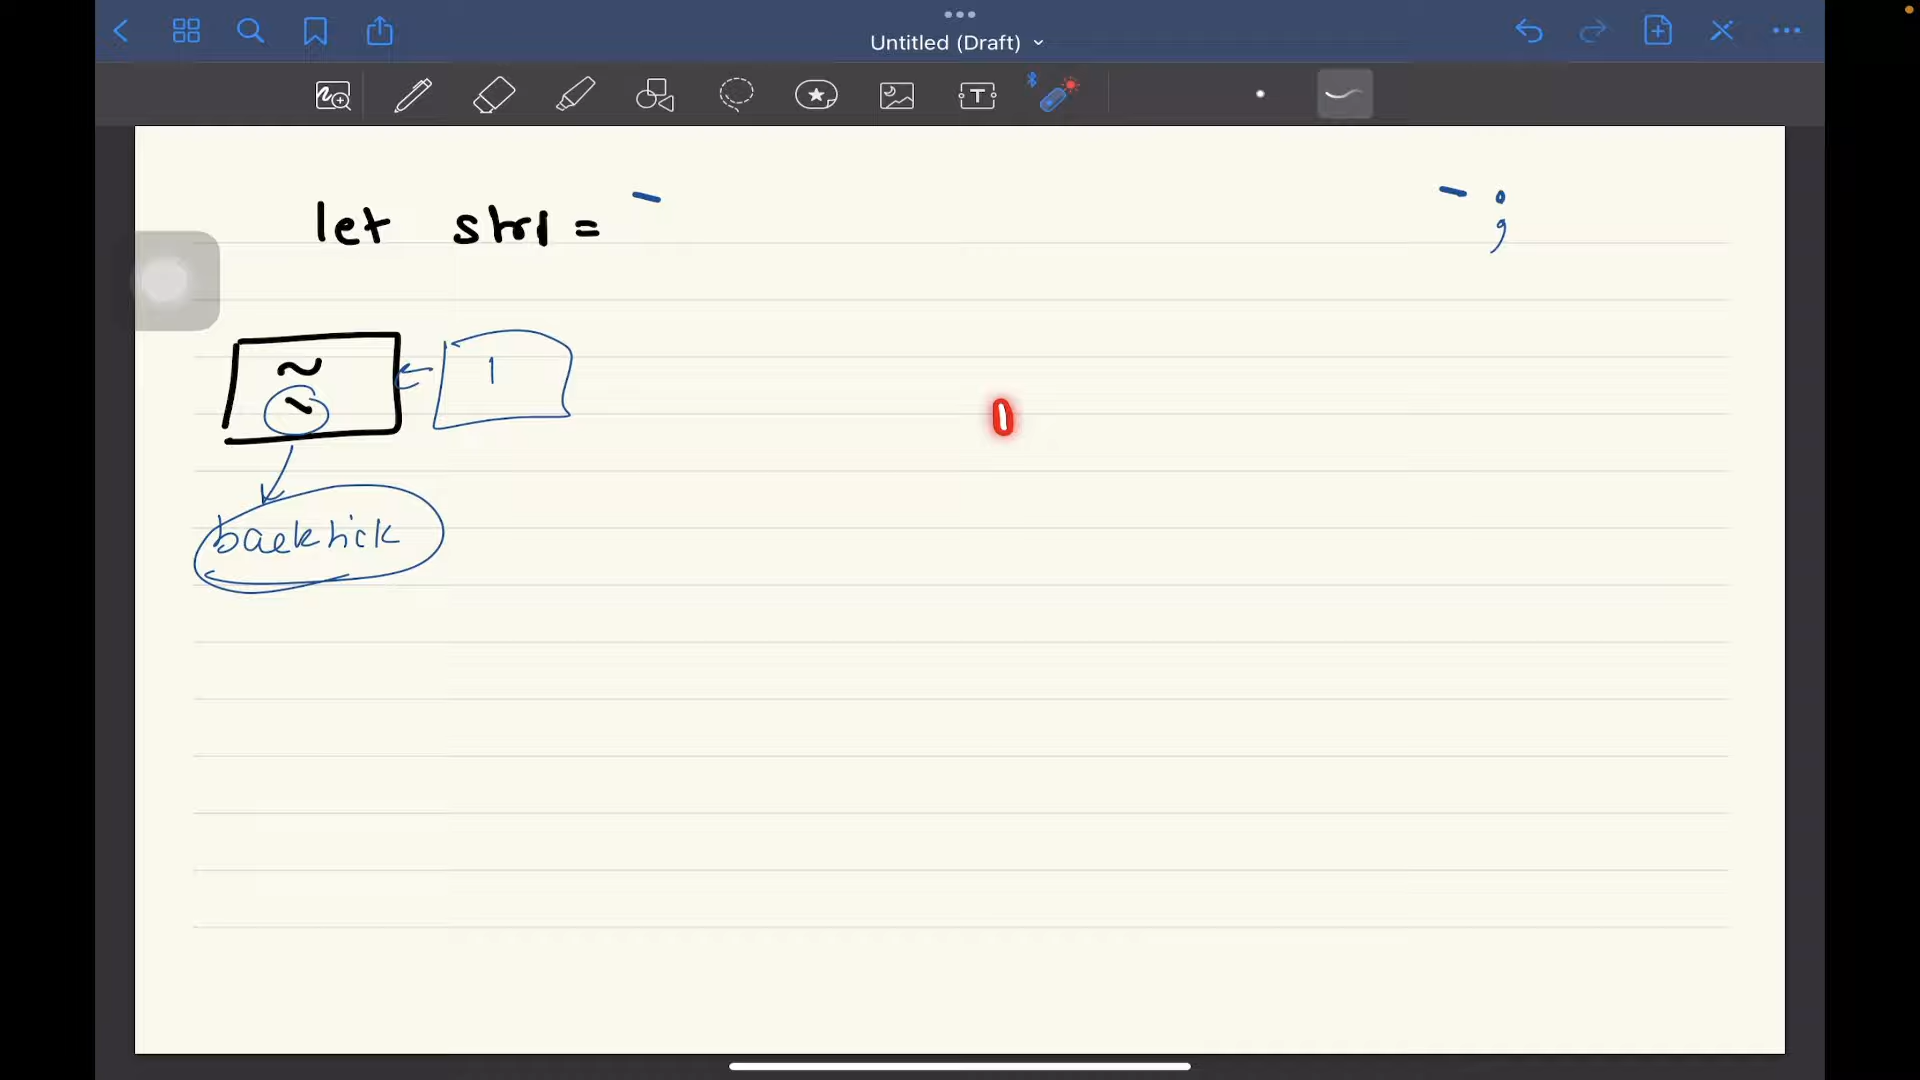 Untitled (Draft)
let str1 = ` ` ;
~
`
1
backtick